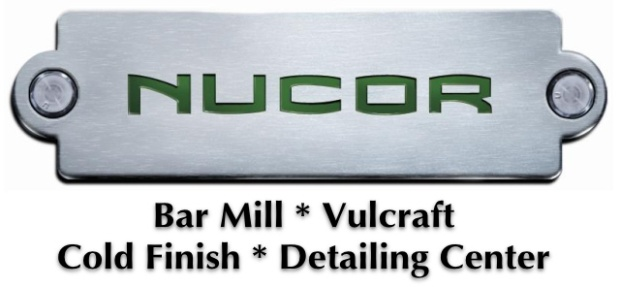 NUCOR
Bar Mill * Vulcraft
Cold Finish * Detailing Center